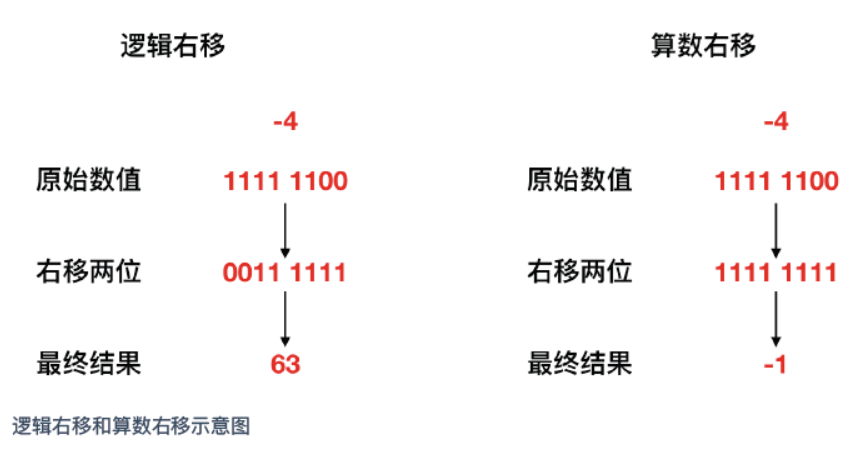 逻辑右移
算数右移
-4
-4
原始数值 1111 1100
原始数值 1111 1100
右移两位 0011 1111
右移两位 1111 1111
最终结果 63
最终结果 -1
逻辑右移和算数右移示意图